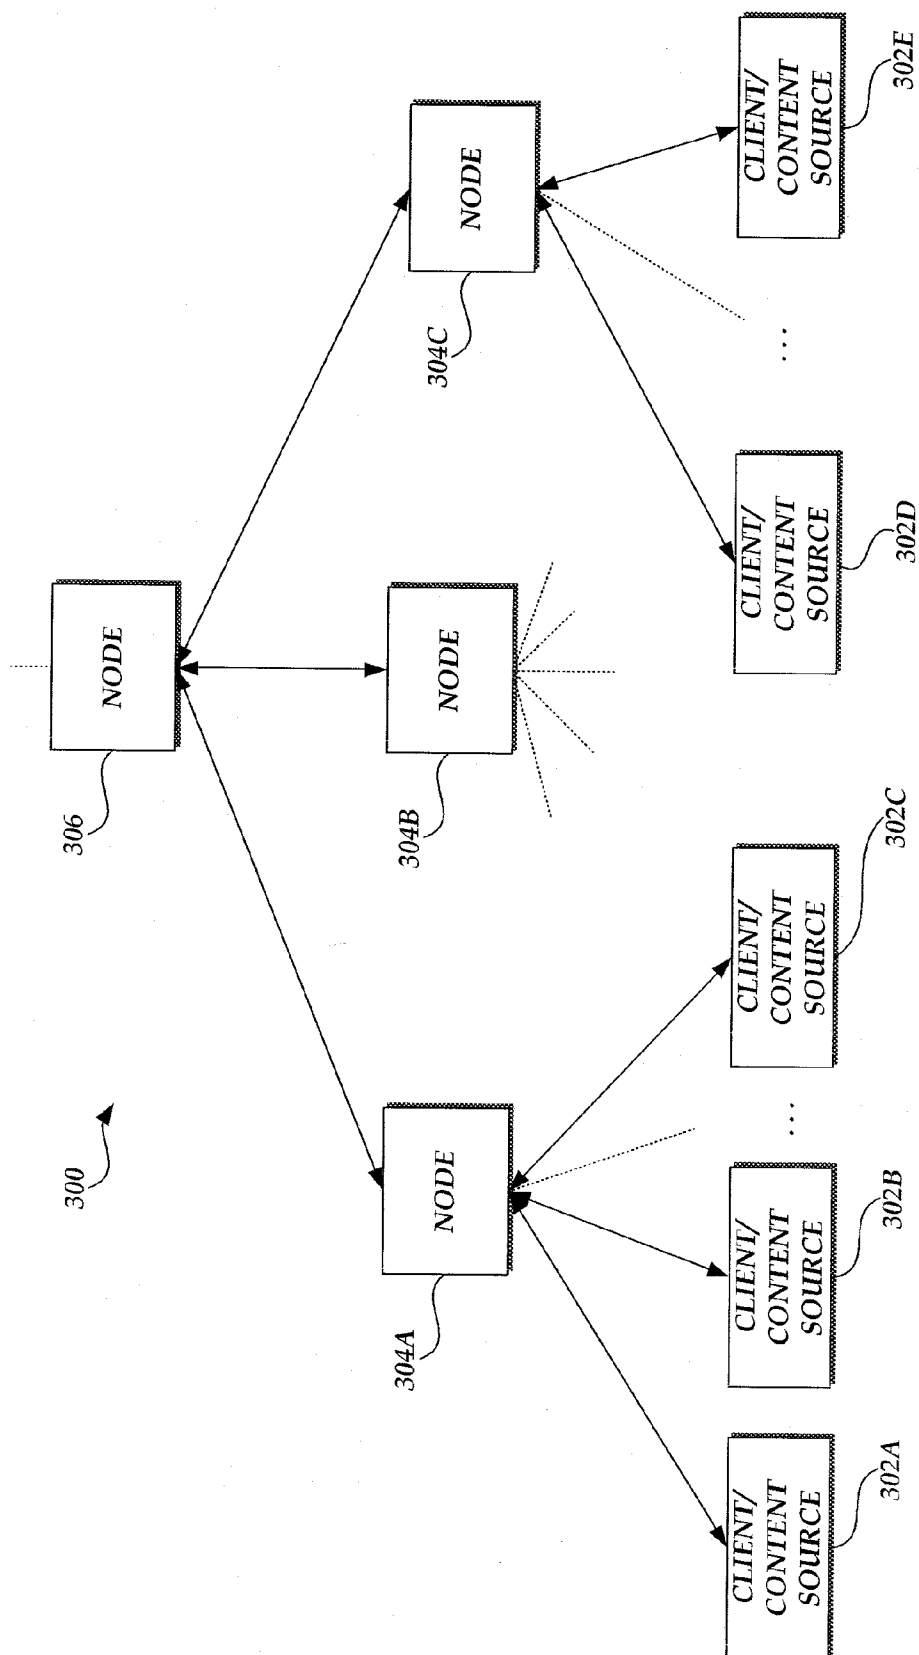 300
306
NODE
304A
NODE
304B
NODE
304C
NODE
CLIENT/
CONTENT
SOURCE
302A
CLIENT/
CONTENT
SOURCE
302B
...
CLIENT/
CONTENT
SOURCE
302C
CLIENT/
CONTENT
SOURCE
302D
...
CLIENT/
CONTENT
SOURCE
302E